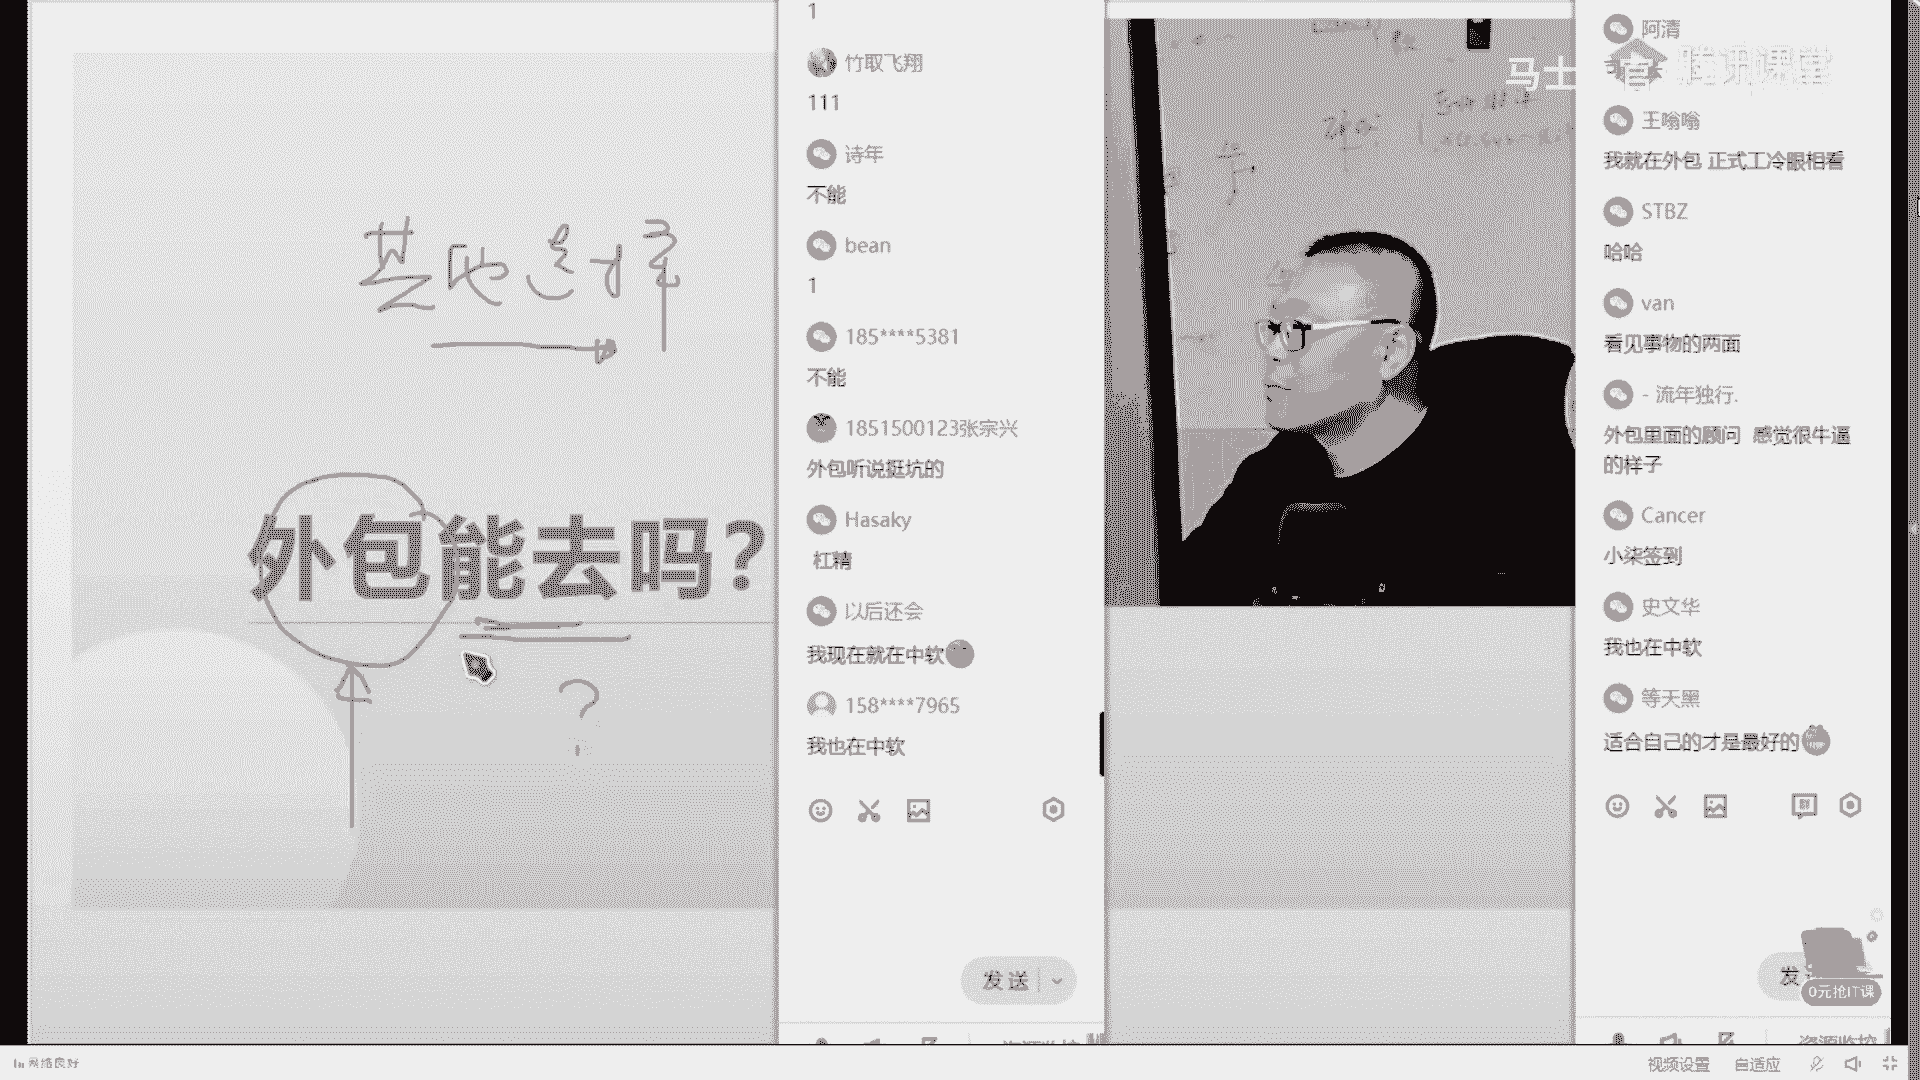 其他选择
外包能去吗?
?
1
竹取飞翔
111
诗年
不能
bean
1
185****5381
不能
1851500123张宗兴
外包听说挺坑的
Hasaky
杠精
以后还会
我现在就在中软
158****7965
我也在中软
发送
马士
腾讯课堂
阿清
王嗡嗡
我就在外包 正式工冷眼相看
STBZ
哈哈
van
看见事物的两面
- 流年独行.
外包里面的顾问 感觉很牛逼
的样子
Cancer
小柒签到
史文华
我也在中软
等天黑
适合自己的才是最好的
发
0元抢IT课
资源监控
网络良好
视频设置
自适应